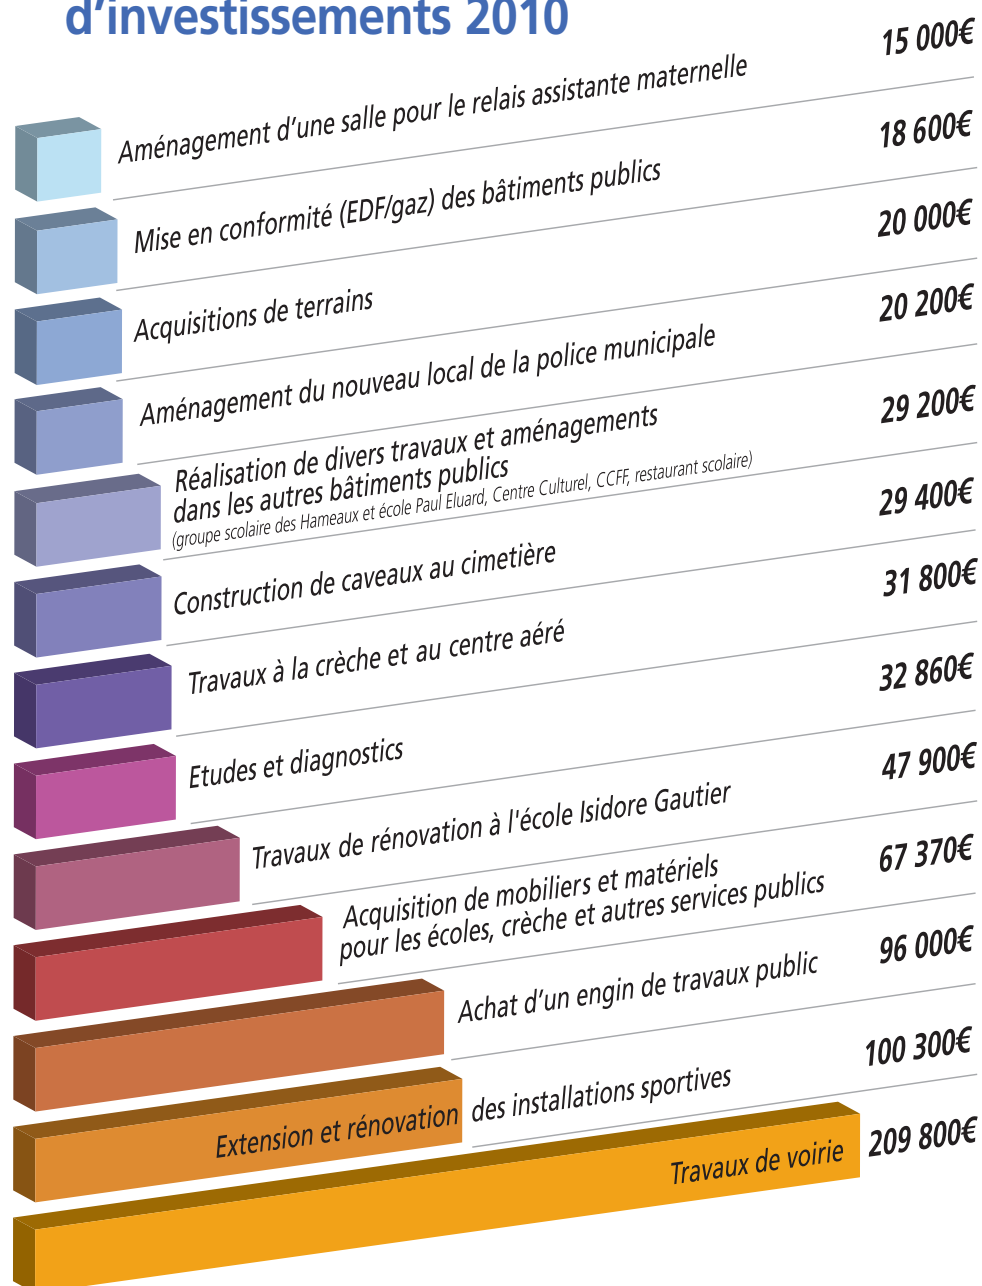 d’investissements 2010
Aménagement d’une salle pour le relais assistante maternelle 15 000€
Mise en conformité (EDF/gaz) des bâtiments publics 18 600€
Acquisitions de terrains 20 000€
Aménagement du nouveau local de la police municipale 20 200€
Réalisation de divers travaux et aménagements
dans les autres bâtiments publics 29 200€
(groupe scolaire des Hameaux et école Paul Eluard, Centre Culturel, CCFF, restaurant scolaire)
Construction de caveaux au cimetière 29 400€
Travaux à la crèche et au centre aéré 31 800€
Etudes et diagnostics 32 860€
Travaux de rénovation à l'école Isidore Gautier 47 900€
Acquisition de mobiliers et matériels
pour les écoles, crèche et autres services publics 67 370€
Achat d’un engin de travaux public 96 000€
Extension et rénovation des installations sportives 100 300€
Travaux de voirie 209 800€